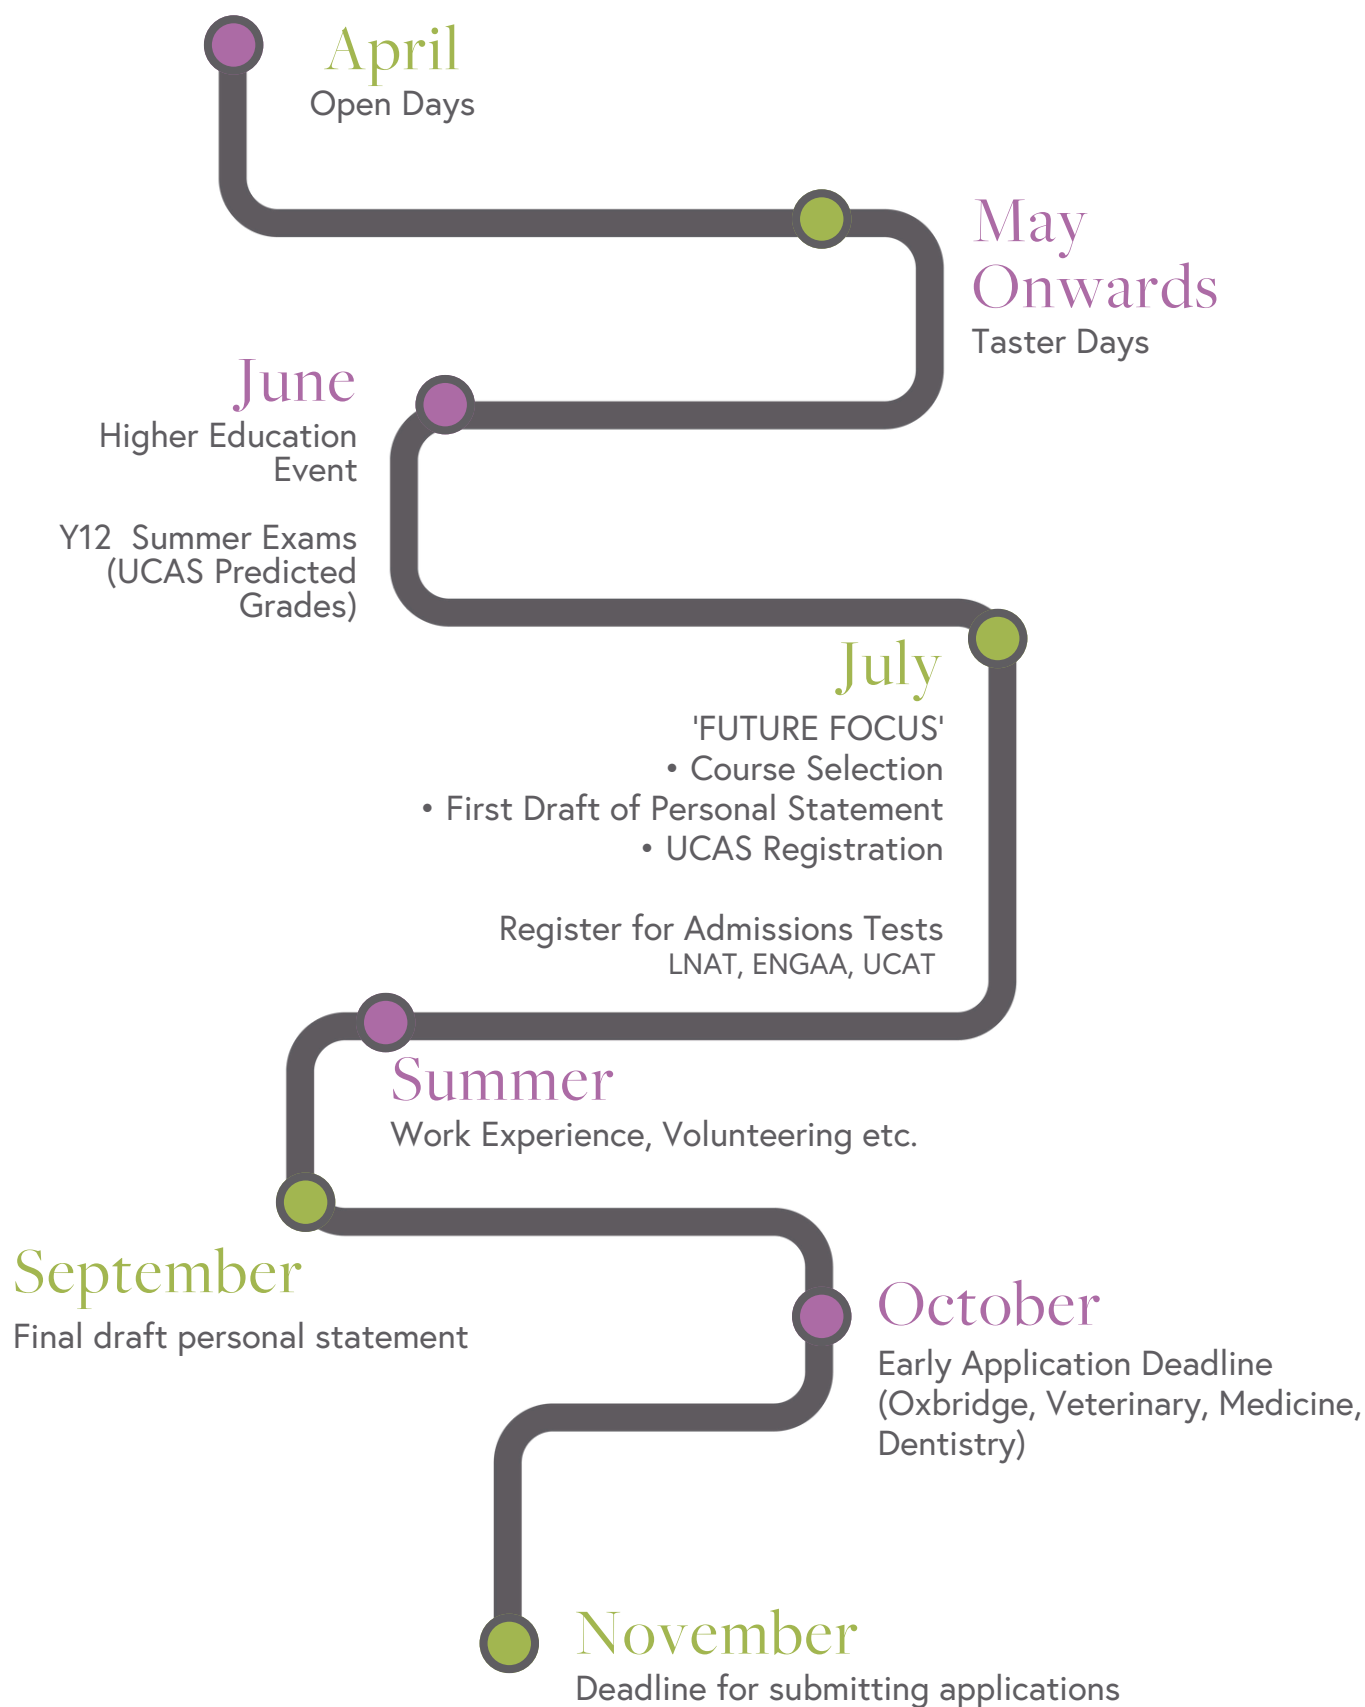 April
Open Days
May
Onwards
Taster Days
June
Higher Education
Event
Y12  Summer Exams
(UCAS Predicted
Grades)
July
'FUTURE FOCUS'
• Course Selection
• First Draft of Personal Statement
• UCAS Registration
Register for Admissions Tests
LNAT, ENGAA, UCAT
Summer
Work Experience, Volunteering etc.
September
Final draft personal statement
October
Early Application Deadline
(Oxbridge, Veterinary, Medicine,
Dentistry)
November
Deadline for submitting applications